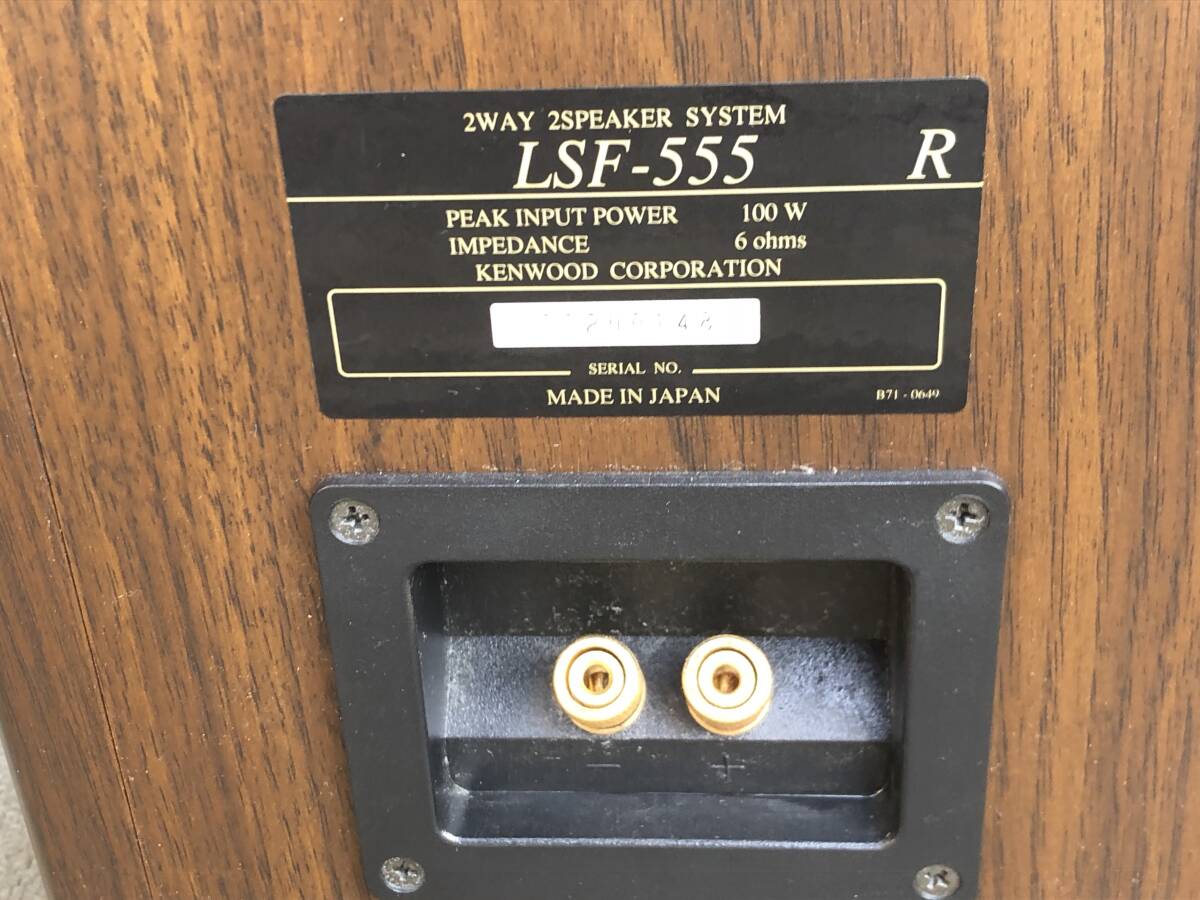 2WAY 2SPEAKER SYSTEM
LSF-555 R
PEAK INPUT POWER 100 W
IMPEDANCE 6 ohms
KENWOOD CORPORATION
SERIAL NO.
MADE IN JAPAN B71-0649
− +